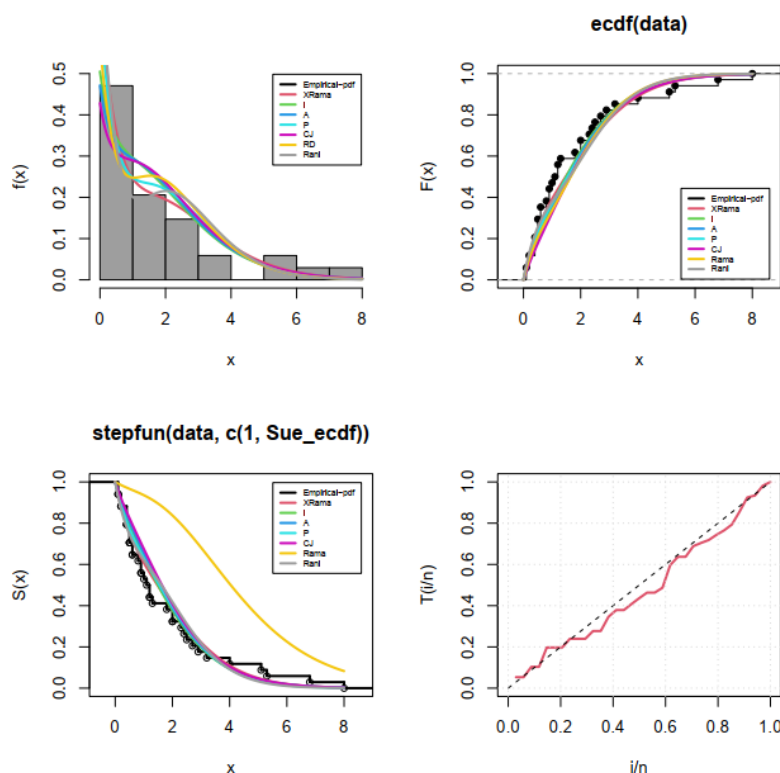 ecdf(data)
f(x)
0.5
0.4
0.3
0.2
0.1
0.0
Empirical-pdf
XRama
I
A
P
CJ
RD
Rani
0 2 4 6 8
x
F(x)
1.0
0.8
0.6
0.4
0.2
0.0
Empirical-pdf
XRama
I
A
P
CJ
Rama
Rani
0 2 4 6 8
x
stepfun(data, c(1, Sue_ecdf))
S(x)
1.0
0.8
0.6
0.4
0.2
0.0
Empirical-pdf
XRama
I
A
P
CJ
Rama
Rani
0 2 4 6 8
x
T(i/n)
1.0
0.8
0.6
0.4
0.2
0.0
0.0 0.2 0.4 0.6 0.8 1.0
i/n